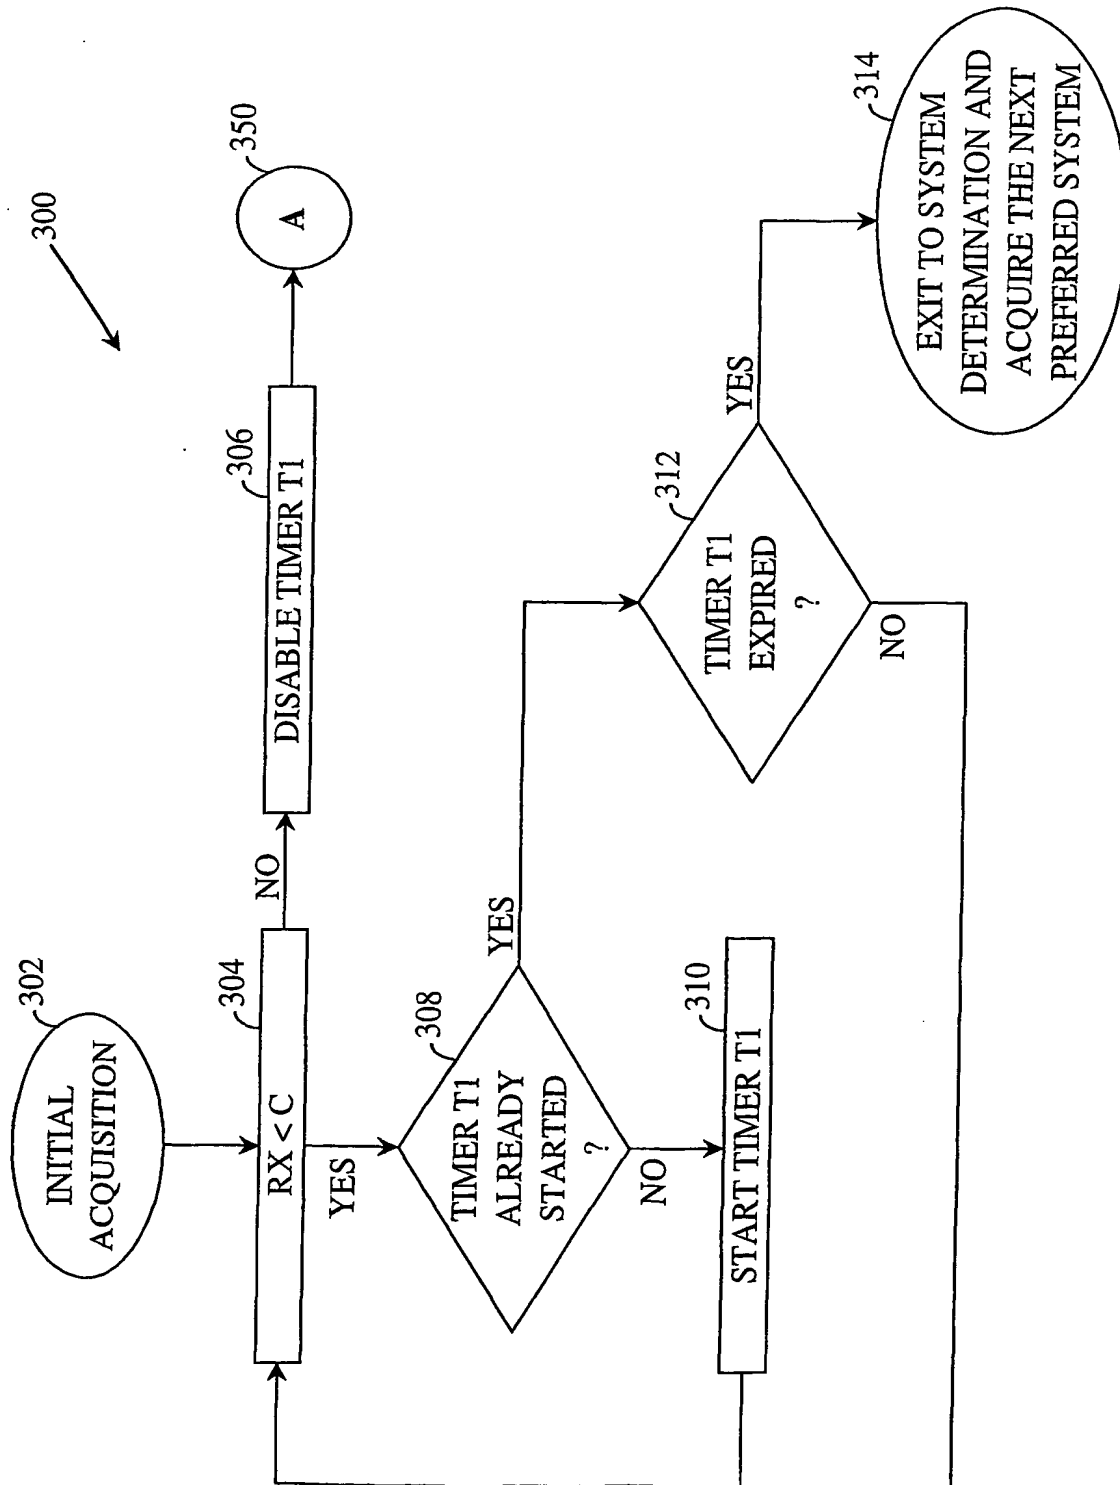 300
302
INITIAL
ACQUISITION
304
RX < C
NO
306
DISABLE TIMER T1
350
A
YES
308
TIMER T1
ALREADY
STARTED
?
YES
NO
310
START TIMER T1
312
TIMER T1
EXPIRED
?
YES
NO
314
EXIT TO SYSTEM
DETERMINATION AND
ACQUIRE THE NEXT
PREFERRED SYSTEM